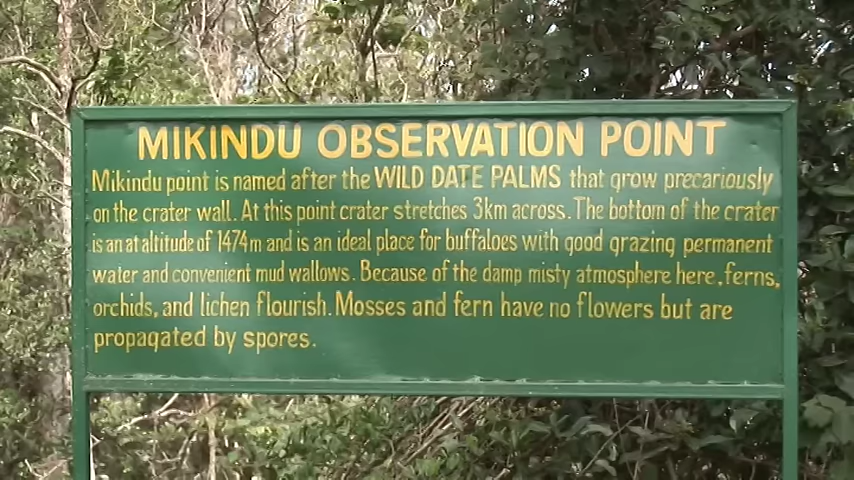 MIKINDU OBSERVATION POINT
Mikindu point is named after the WILD DATE PALMS that grow precariously
on the crater wall. At this point crater stretches 3km across. The bottom of the crater
is an at altitude of 1474m and is an ideal place for buffaloes with good grazing permanent
water and convenient mud wallows. Because of the damp misty atmosphere here, ferns,
orchids, and lichen flourish. Mosses and fern have no flowers but are
propagated by spores.